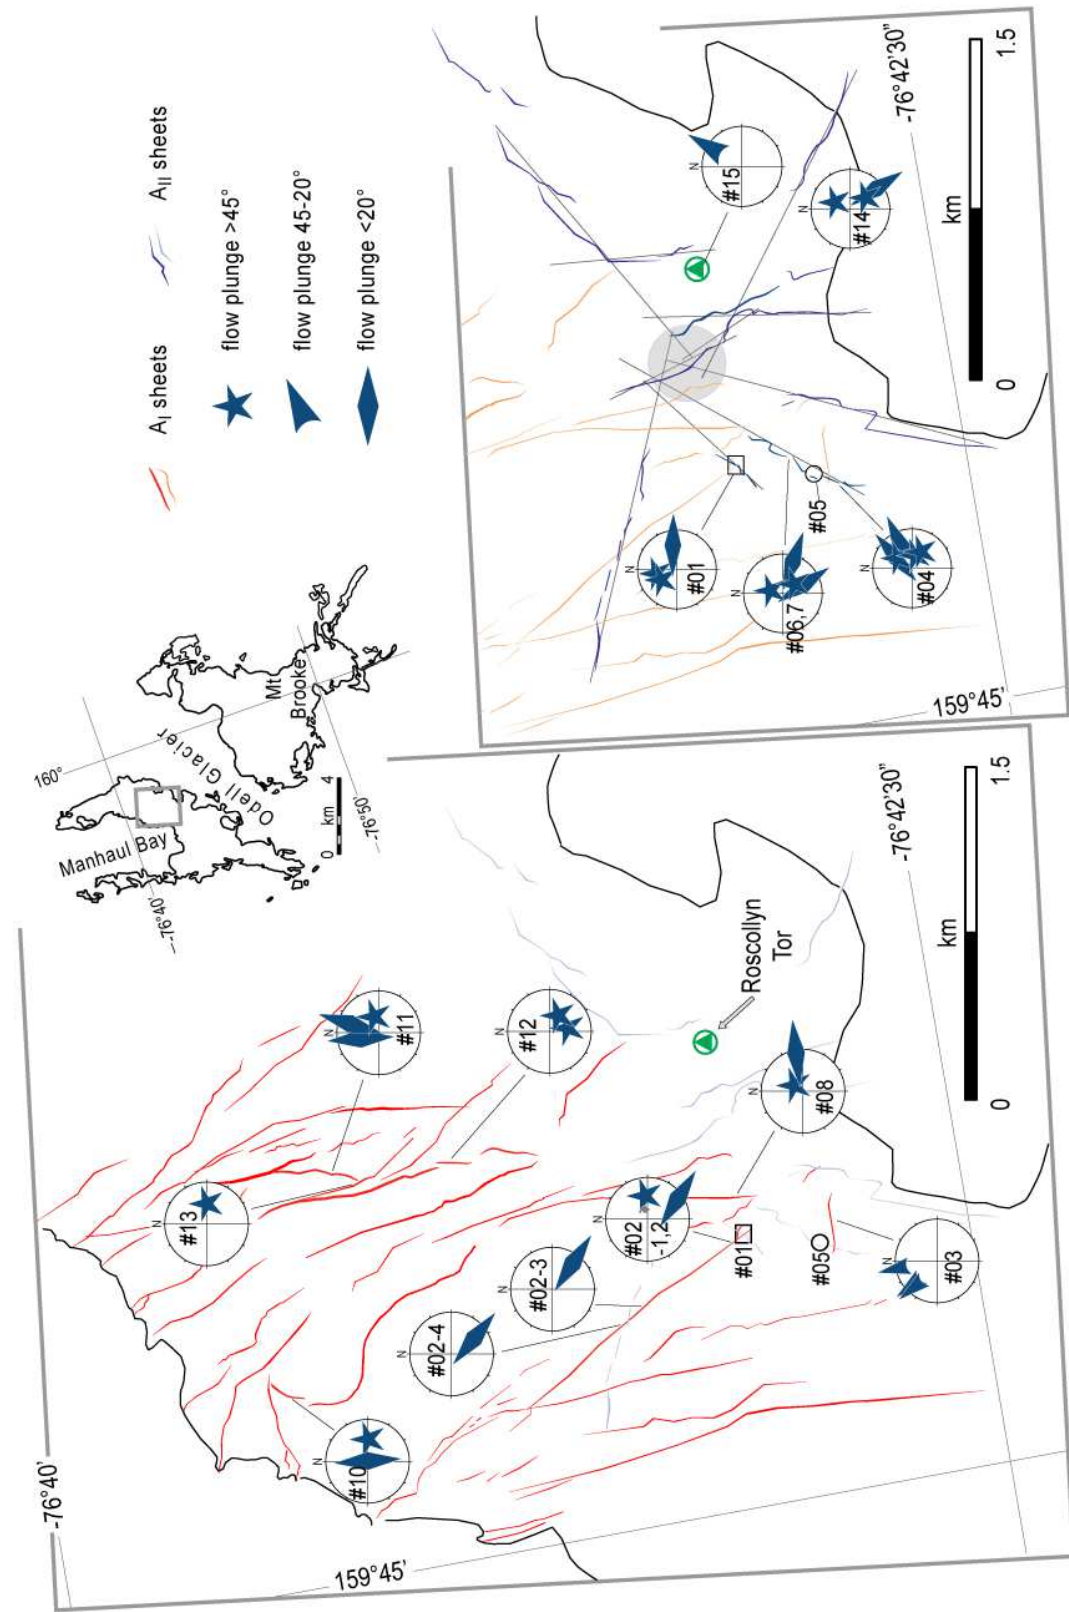 A_I sheets
A_II sheets
flow plunge >45°
flow plunge 45-20°
flow plunge <20°
160°
Manhaul Bay
-76°40'
Odell Glacier
Mt.
Brooke
0 km 4
-76°50'
-76°40'
159°45'
N
#10
N
#13
N
#11
N
#12
N
#02-4
N
#02-3
N
#02
-1,2
#01
#05
N
#03
N
#08
Roscollyn
Tor
-76°42'30"
km
0
1.5
N
#01
N
#06,7
N
#04
#05
N
#15
N
#14
159°45'
-76°42'30"
km
0
1.5